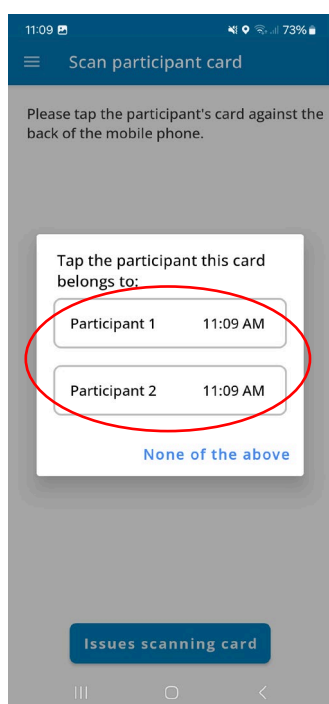 11:09 73%
Scan participant card
Please tap the participant's card against the
back of the mobile phone.
Tap the participant this card
belongs to:
Participant 1 11:09 AM
Participant 2 11:09 AM
None of the above
Issues scanning card